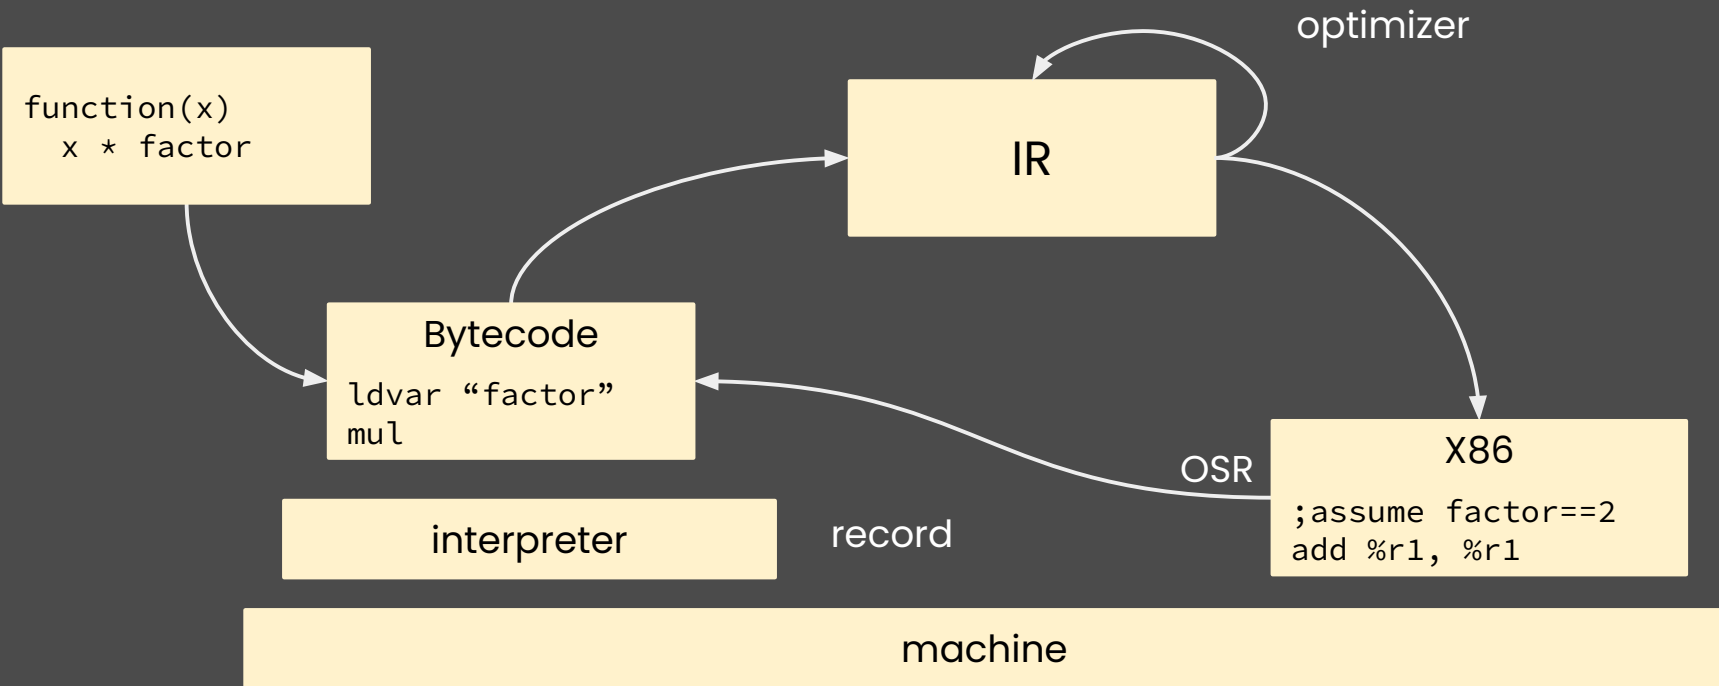 optimizer
function(x)
x * factor
IR
Bytecode
ldvar “factor”
mul
OSR
X86
;assume factor==2
add %r1, %r1
interpreter
record
machine